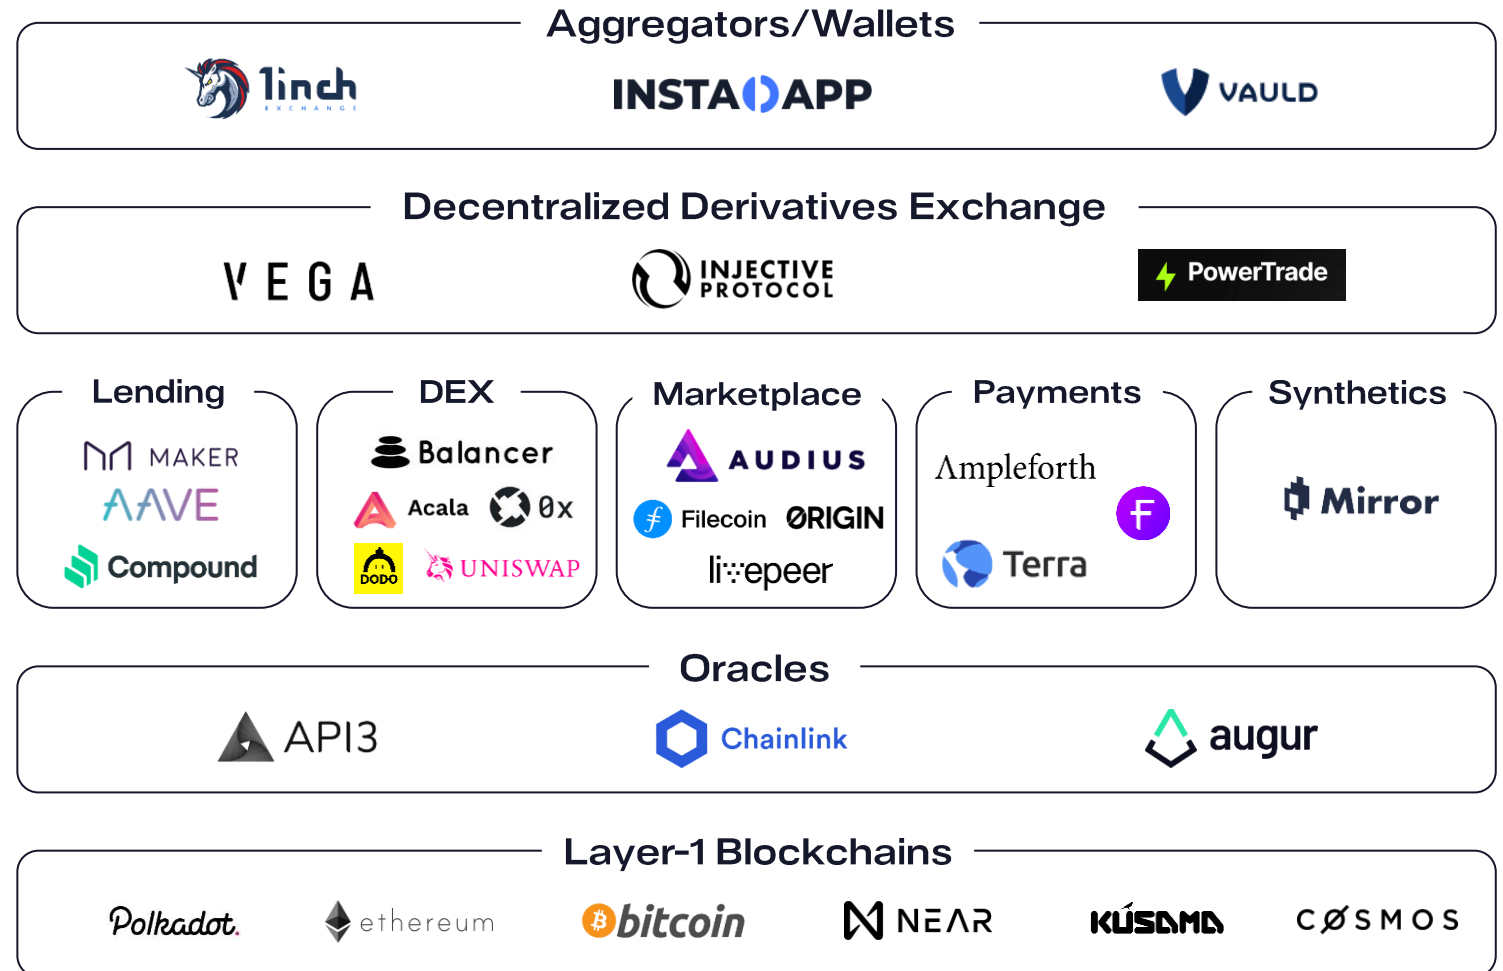 Aggregators/Wallets
1inch
EXCHANGE
INSTADAPP
VAULD
Decentralized Derivatives Exchange
VEGA
INJECTIVE
PROTOCOL
PowerTrade
Lending
DEX
Marketplace
Payments
Synthetics
MAKER
AAVE
Compound
Balancer
Acala
0x
DODO
UNISWAP
AUDIUS
Filecoin
ØRIGIN
livepeer
Ampleforth
F
Terra
Mirror
Oracles
API3
Chainlink
augur
Layer-1 Blockchains
Polkadot.
ethereum
bitcoin
NEAR
KUSAMA
CØSMOS